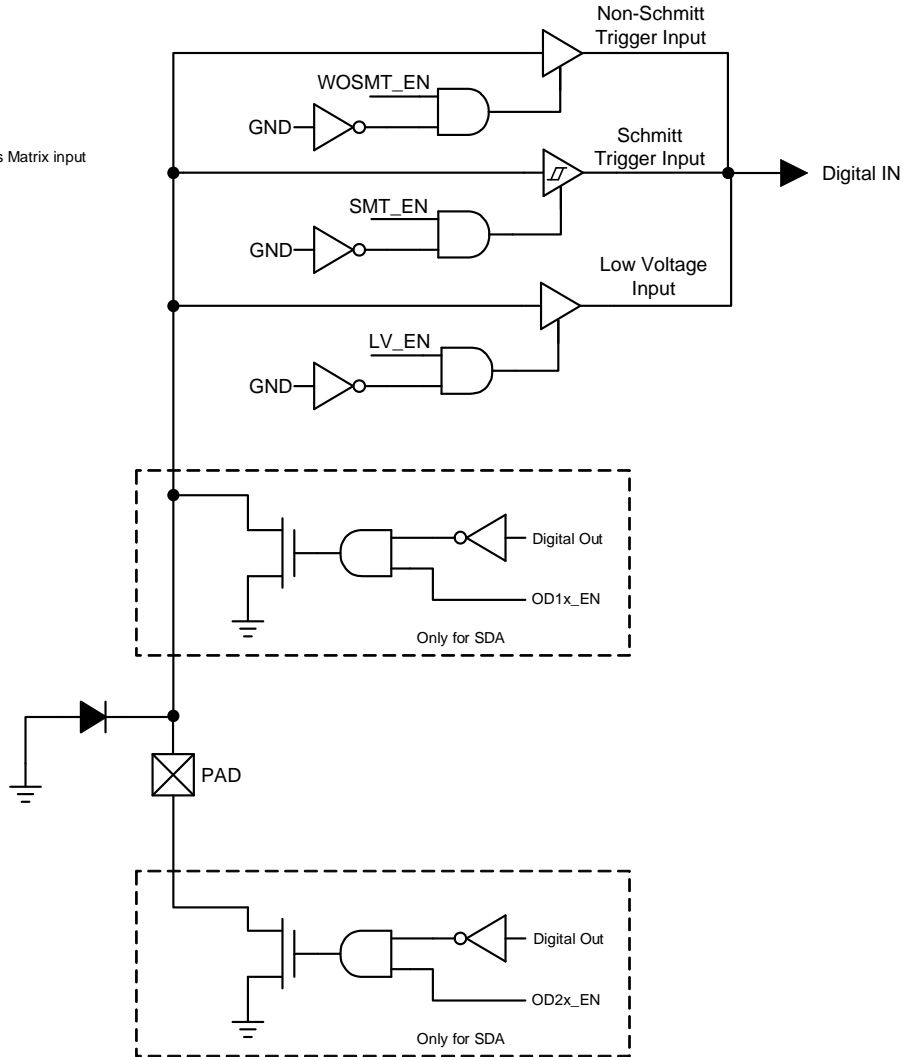 Non-Schmitt
Trigger Input
WOSMT_EN
GND
s Matrix input
Schmitt
Trigger Input
Digital IN
SMT_EN
GND
Low Voltage
Input
LV_EN
GND
Digital Out
OD1x_EN
Only for SDA
PAD
Digital Out
OD2x_EN
Only for SDA